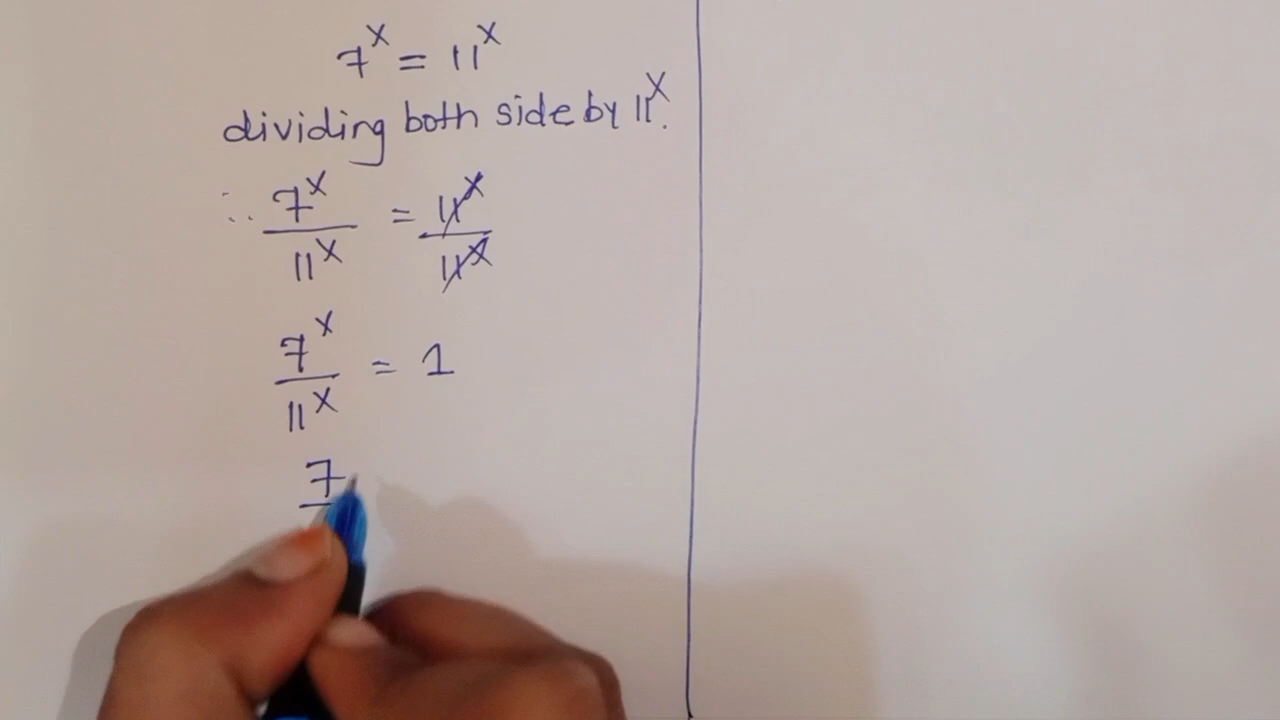 7^x = 11^x
dividing both side by 11^x.
∴ 7^x/11^x = 11^x/11^x
7^x/11^x = 1
7